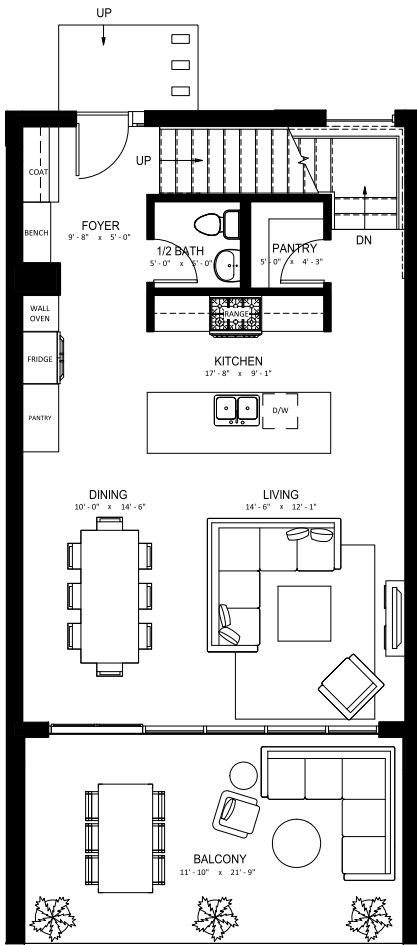 UP
COAT
UP
BENCH
FOYER
9' - 8" x 5' - 0"
1/2 BATH
5' - 0" x 5' - 0"
PANTRY
5' - 0" x 4' - 3"
DN
WALL
OVEN
RANGE
FRIDGE
KITCHEN
17' - 8" x 9' - 1"
PANTRY
D/W
DINING
10' - 0" x 14' - 6"
LIVING
14' - 6" x 12' - 1"
BALCONY
11' - 10" x 21' - 9"